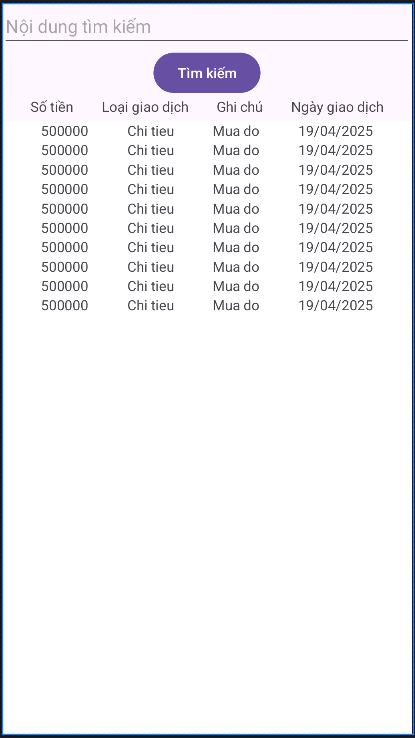 Nội dung tìm kiếm
Tìm kiếm
Số tiền Loại giao dịch Ghi chú Ngày giao dịch
500000 Chi tieu Mua do 19/04/2025
500000 Chi tieu Mua do 19/04/2025
500000 Chi tieu Mua do 19/04/2025
500000 Chi tieu Mua do 19/04/2025
500000 Chi tieu Mua do 19/04/2025
500000 Chi tieu Mua do 19/04/2025
500000 Chi tieu Mua do 19/04/2025
500000 Chi tieu Mua do 19/04/2025
500000 Chi tieu Mua do 19/04/2025
500000 Chi tieu Mua do 19/04/2025